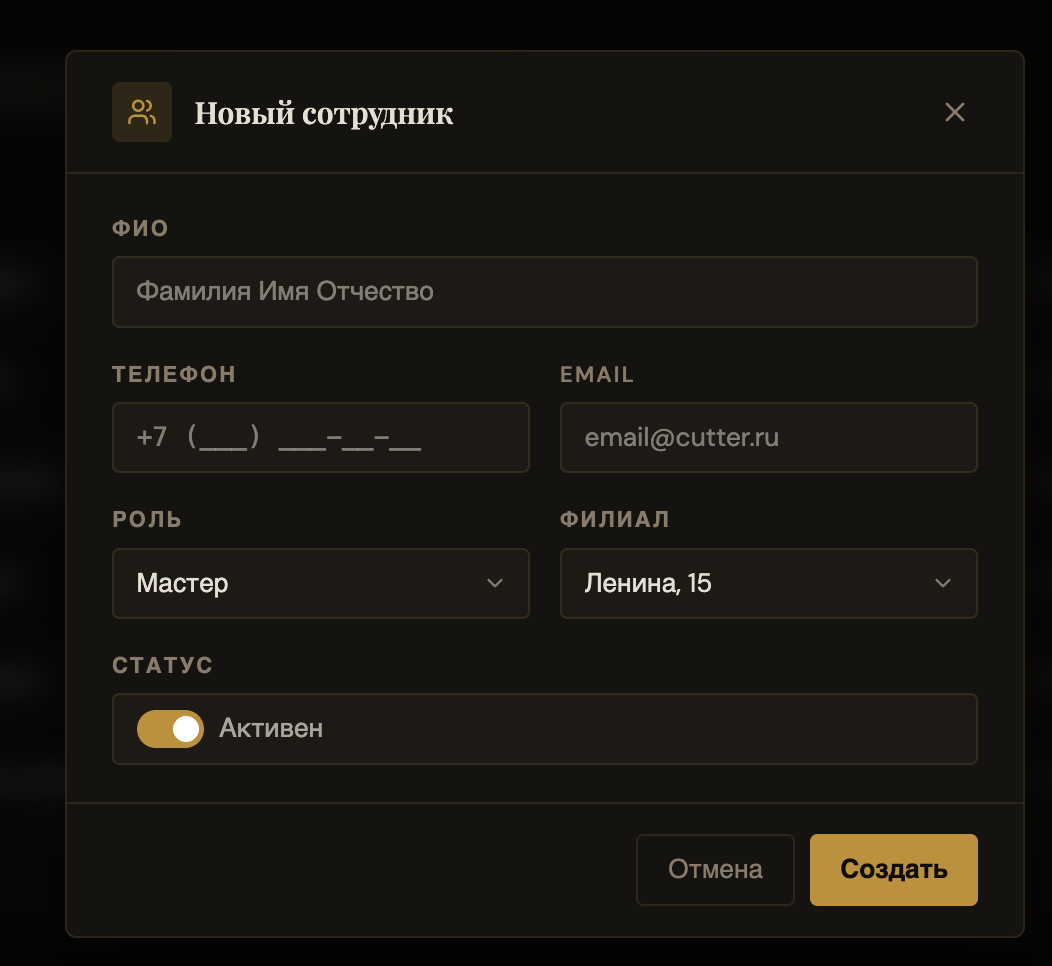 Новый сотрудник
ФИО
Фамилия Имя Отчество
ТЕЛЕФОН
EMAIL
+7 (___) ___-__-__
email@cutter.ru
РОЛЬ
ФИЛИАЛ
Мастер
Ленина, 15
СТАТУС
Активен
Отмена
Создать